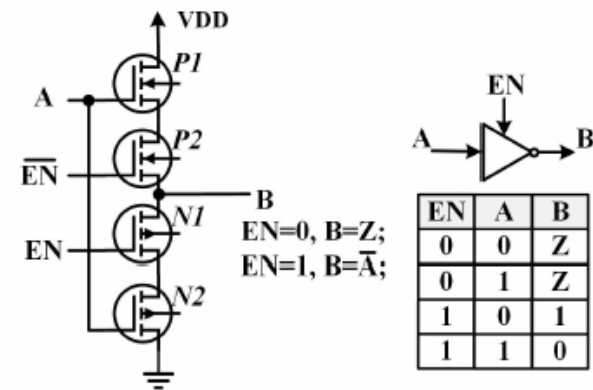 VDD
P1
A
P2
E̅N̅
B
N1
EN=0, B=Z;
EN
EN=1, B=A̅;
N2
EN
A
B
EN A B
0 0 Z
0 1 Z
1 0 1
1 1 0